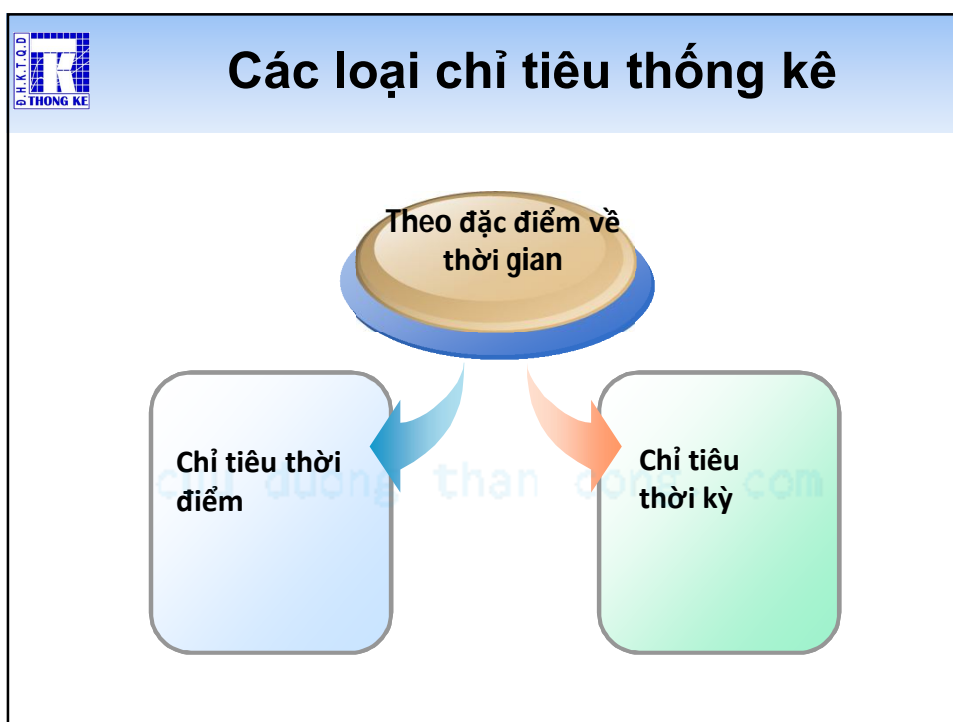 Đ.H.K.T.Q.D
THONG KE
Các loại chỉ tiêu thống kê
Theo đặc điểm về
thời gian
Chỉ tiêu thời
điểm
Chỉ tiêu
thời kỳ
cuu duong than cong . com